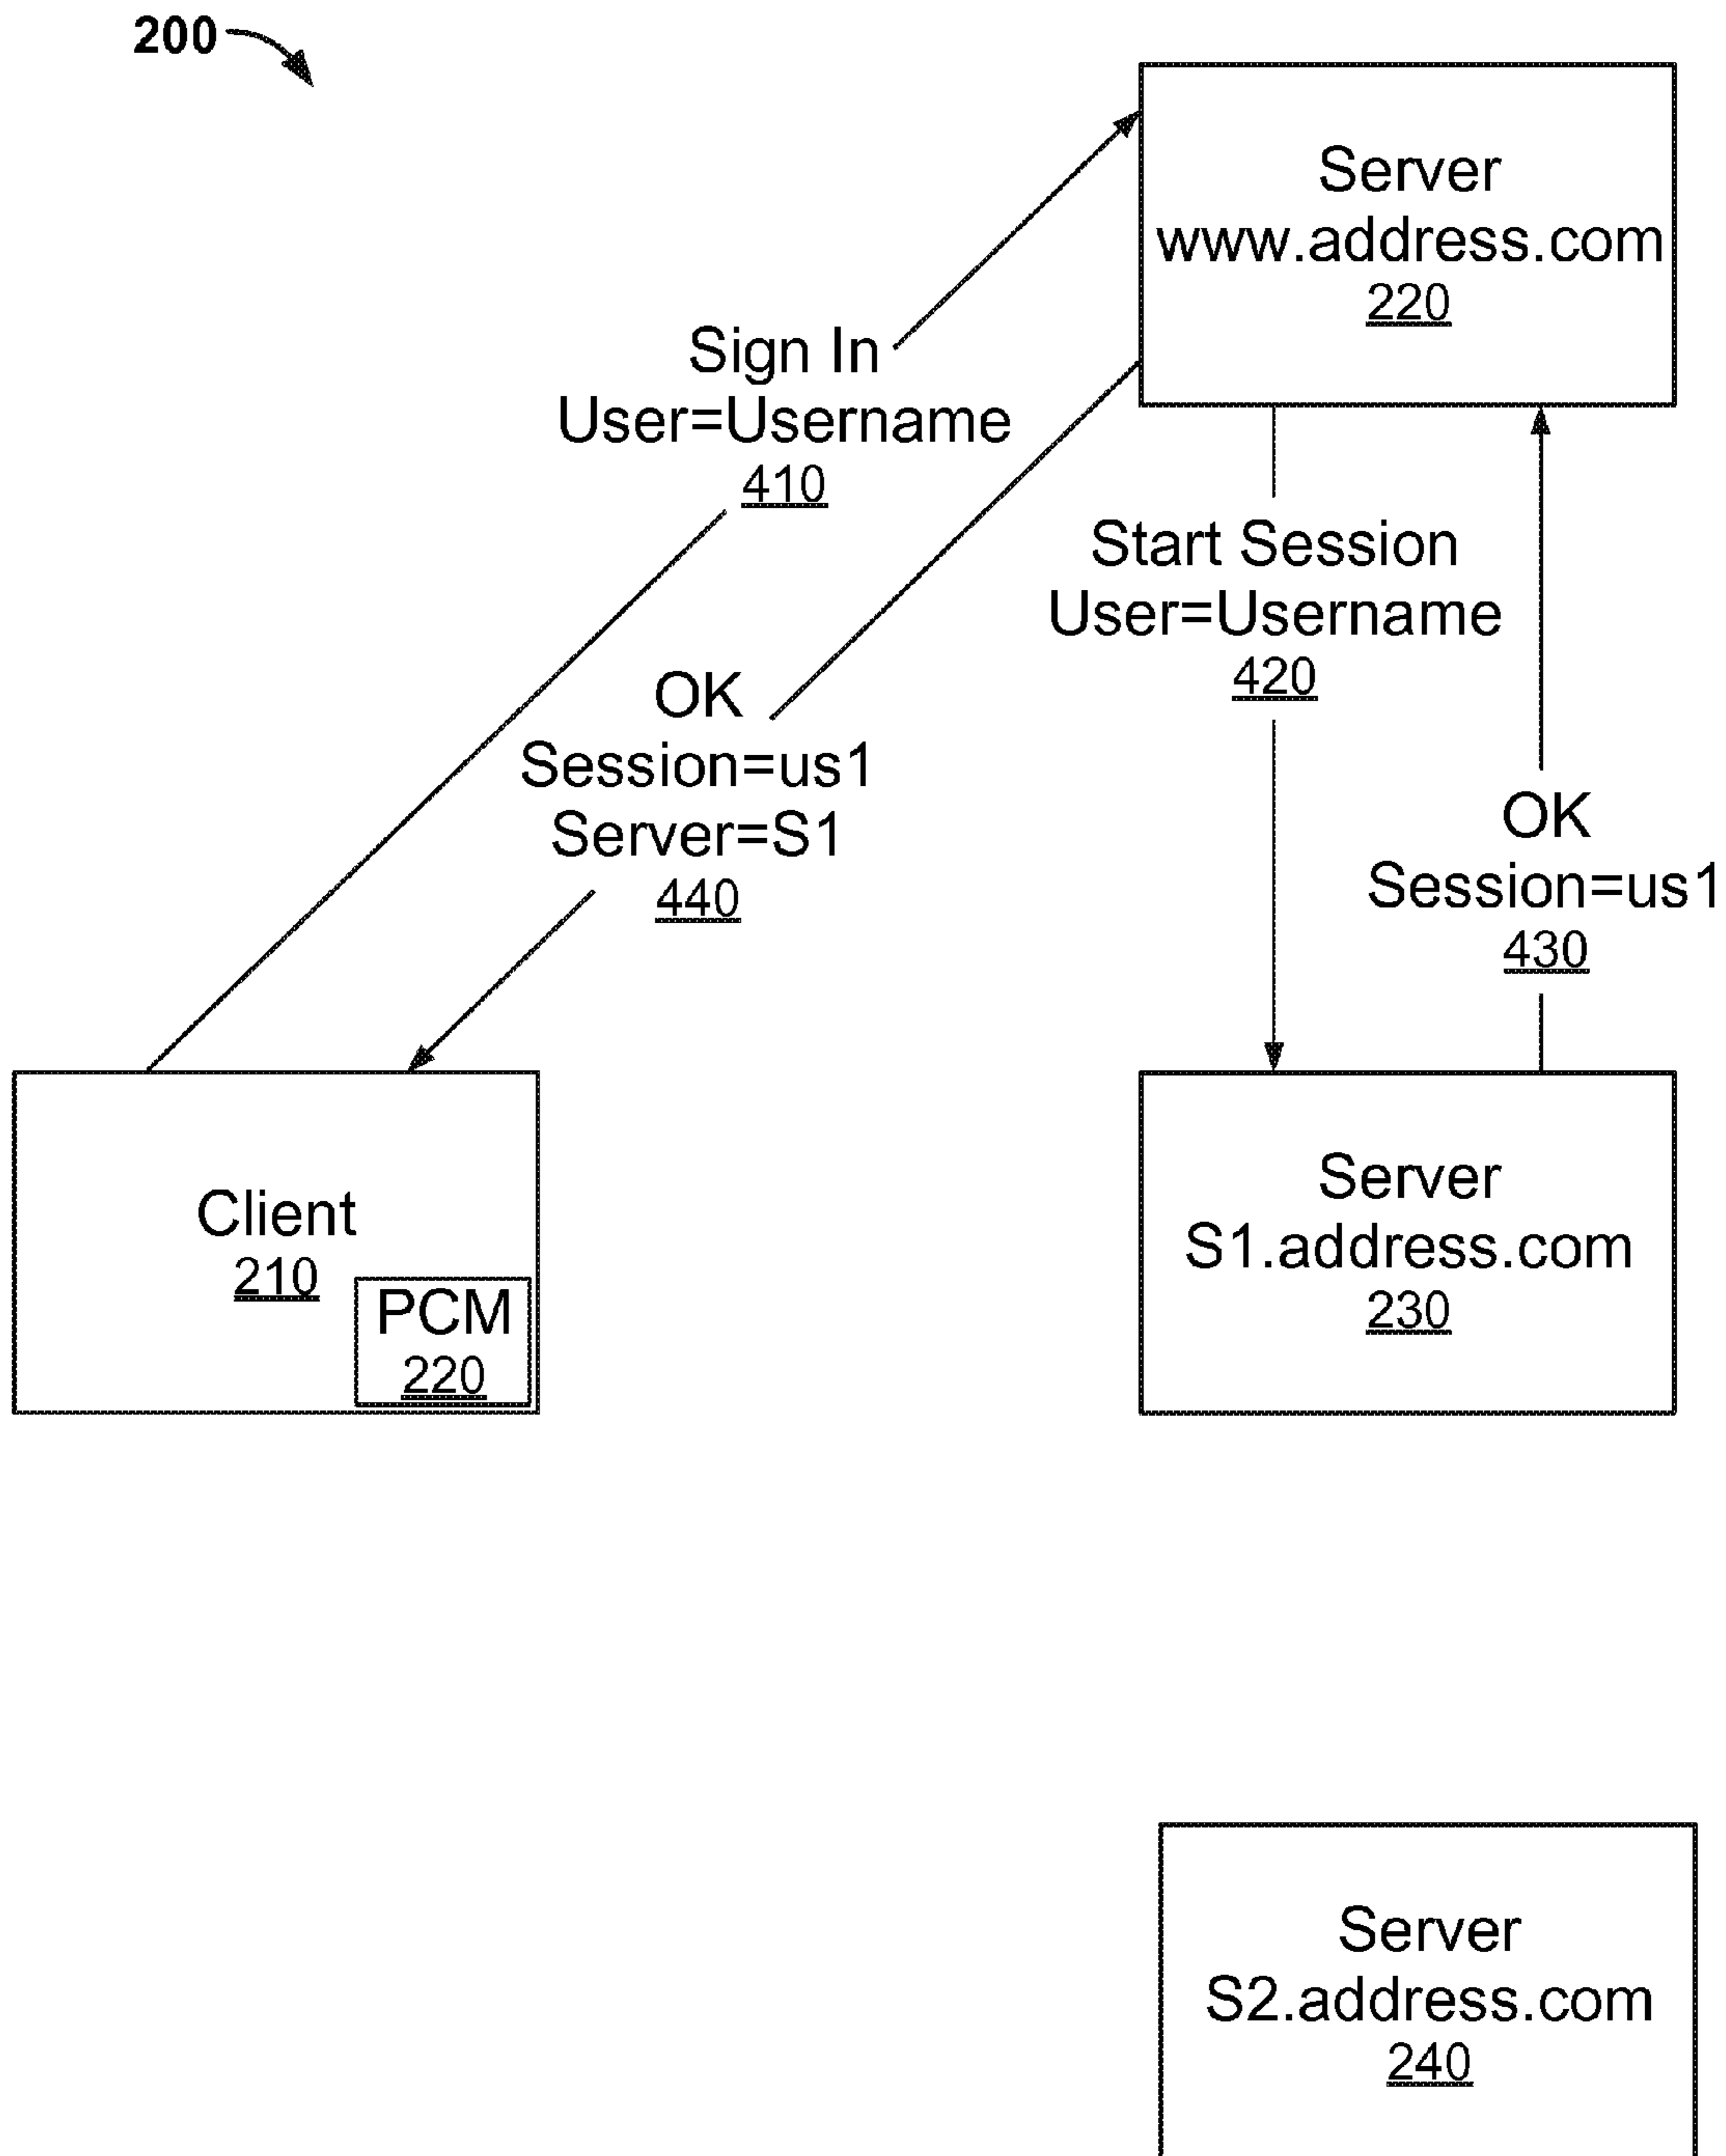 200
Server
www.address.com
220
Sign In
User=Username
410
Start Session
User=Username
420
OK
Session=us1
Server=S1
440
OK
Session=us1
430
Client
210
PCM
220
Server
S1.address.com
230
Server
S2.address.com
240